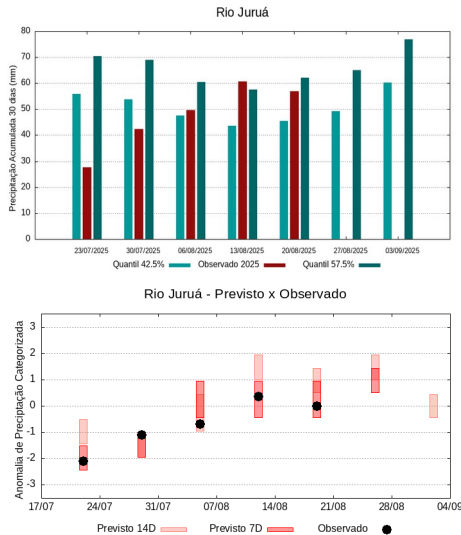 Rio Juruá
Precipitação Acumulada 30 dias (mm)
80
70
60
50
40
30
20
10
0
23/07/2025 30/07/2025 06/08/2025 13/08/2025 20/08/2025 27/08/2025 03/09/2025
Quantil 42.5% Observado 2025 Quantil 57.5%
Rio Juruá - Previsto x Observado
Anomalia de Precipitação Categorizada
3
2
1
0
-1
-2
-3
17/07 24/07 31/07 07/08 14/08 21/08 28/08 04/09
Previsto 14D Previsto 7D Observado